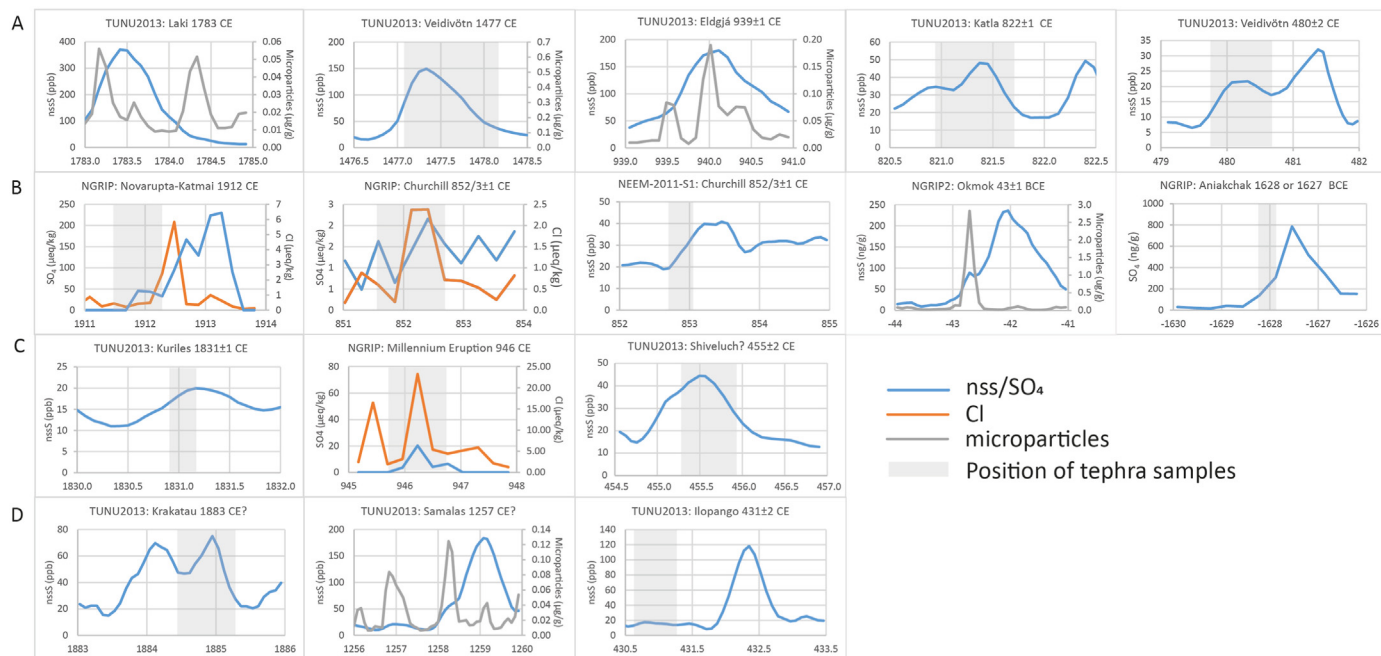 A
TUNU2013: Laki 1783 CE
nssS (ppb)
400
350
300
250
200
150
100
50
0
Microparticles (µg/g)
0.06
0.05
0.04
0.03
0.02
0.01
0.00
1783.0 1783.5 1784.0 1784.5 1785.0
TUNU2013: Veidivötn 1477 CE
nssS (ppb)
200
150
100
50
0
Microparticles (µg/g)
0.7
0.6
0.5
0.4
0.3
0.2
0.1
0.0
1476.5 1477.0 1477.5 1478.0 1478.5
TUNU2013: Eldgjá 939±1 CE
nssS (ppb)
200
150
100
50
0
Microparticles (µg/g)
0.20
0.15
0.10
0.05
0.00
939.0 939.5 940.0 940.5 941.0
TUNU2013: Katla 822±1 CE
nssS (ppb)
60
50
40
30
20
10
0
820.5 821.0 821.5 822.0 822.5
TUNU2013: Veidivötn 480±2 CE
nssS (ppb)
35
30
25
20
15
10
5
0
479 480 481 482
B
NGRIP: Novarupta-Katmai 1912 CE
SO₄ (µeq/kg)
250
200
150
100
50
0
Cl (µeq/kg)
7
6
5
4
3
2
1
0
1911 1912 1913 1914
NGRIP: Churchill 852/3±1 CE
SO4 (µeq/kg)
3
2
2
1
1
0
Cl (µeq/kg)
2.5
2.0
1.5
1.0
0.5
0.0
851 852 853 854
NEEM-2011-S1: Churchill 852/3±1 CE
nssS (ppb)
60
40
20
0
852 853 854 855
NGRIP2: Okmok 43±1 BCE
nssS (ng/g)
250
200
150
100
50
0
Microparticles (ug/g)
3.0
2.5
2.0
1.5
1.0
0.5
0.0
-44 -43 -42 -41
NGRIP: Aniakchak 1628 or 1627 BCE
SO₄ (ng/g)
1000
800
600
400
200
0
-1630 -1629 -1628 -1627 -1626
C
TUNU2013: Kuriles 1831±1 CE
nssS (ppb)
25
20
15
10
5
0
1830.0 1830.5 1831.0 1831.5 1832.0
NGRIP: Millennium Eruption 946 CE
SO4 (µeq/kg)
80
60
40
20
0
Cl (µeq/kg)
25.00
20.00
15.00
10.00
5.00
0.00
945 946 947 948
TUNU2013: Shiveluch? 455±2 CE
nssS (ppb)
50
40
30
20
10
0
454.5 455.0 455.5 456.0 456.5 457.0
nss/SO₄
Cl
microparticles
Position of tephra samples
D
TUNU2013: Krakatau 1883 CE?
nssS (ppb)
80
60
40
20
0
1883 1884 1885 1886
TUNU2013: Samalas 1257 CE?
nssS (ppb)
200
150
100
50
0
Microparticles (µg/g)
0.14
0.12
0.10
0.08
0.06
0.04
0.02
0.00
1256 1257 1258 1259 1260
TUNU2013: Ilopango 431±2 CE
nssS (ppb)
140
120
100
80
60
40
20
0
430.5 431.5 432.5 433.5